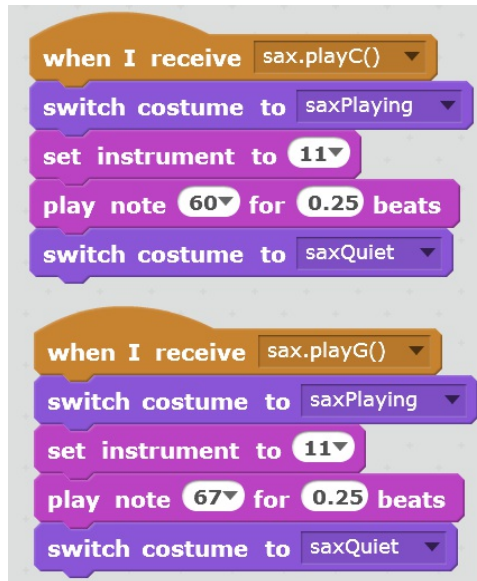 when I receive sax.playC()
switch costume to saxPlaying
set instrument to 11
play note 60 for 0.25 beats
switch costume to saxQuiet
when I receive sax.playG()
switch costume to saxPlaying
set instrument to 11
play note 67 for 0.25 beats
switch costume to saxQuiet